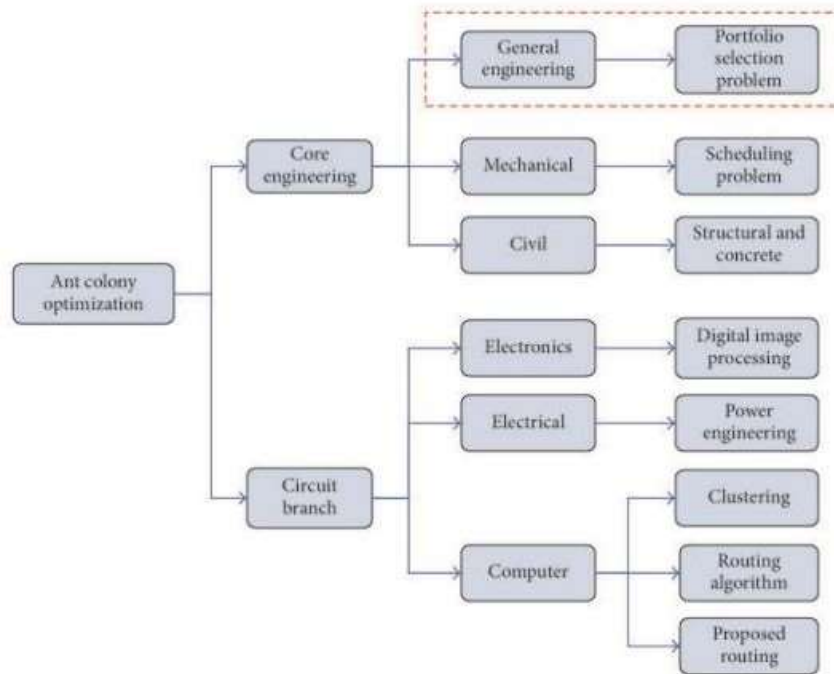 General
engineering
Portfolio
selection
problem
Core
engineering
Mechanical
Scheduling
problem
Civil
Structural and
concrete
Ant colony
optimization
Electronics
Digital image
processing
Electrical
Power
engineering
Circuit
branch
Clustering
Computer
Routing
algorithm
Proposed
routing